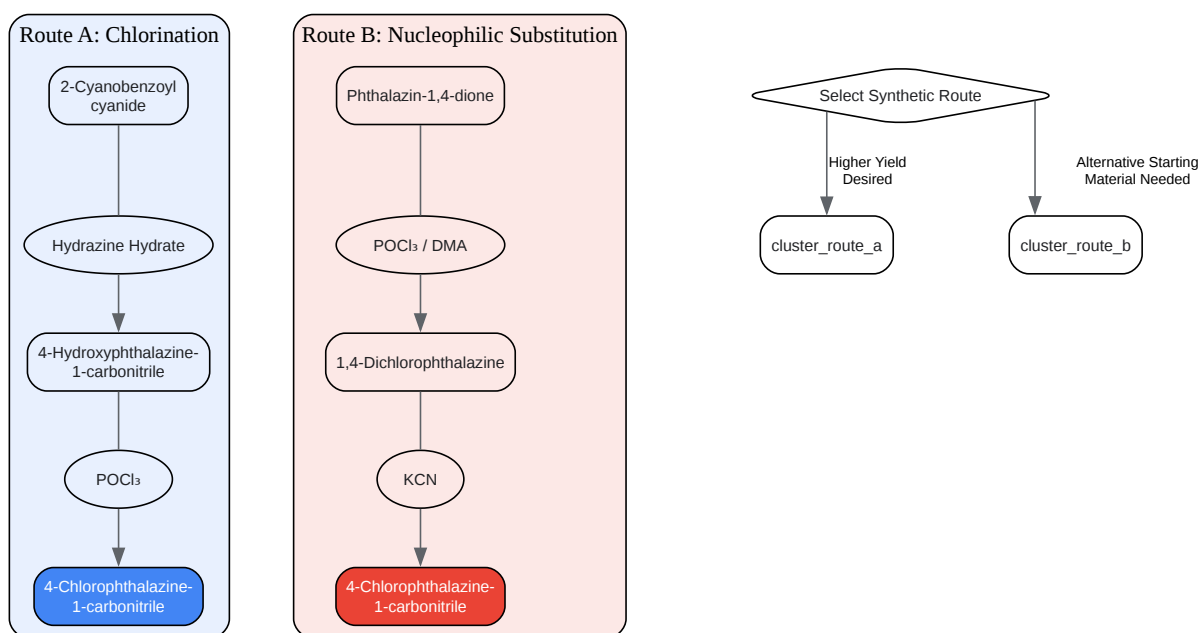 Route A: Chlorination
2-Cyanobenzoyl
cyanide
Hydrazine Hydrate
4-Hydroxyphthalazine-
1-carbonitrile
POCl₃
4-Chlorophthalazine-
1-carbonitrile
Route B: Nucleophilic Substitution
Phthalazin-1,4-dione
POCl₃ / DMA
1,4-Dichlorophthalazine
KCN
4-Chlorophthalazine-
1-carbonitrile
Select Synthetic Route
Higher Yield
Desired
Alternative Starting
Material Needed
cluster_route_a
cluster_route_b